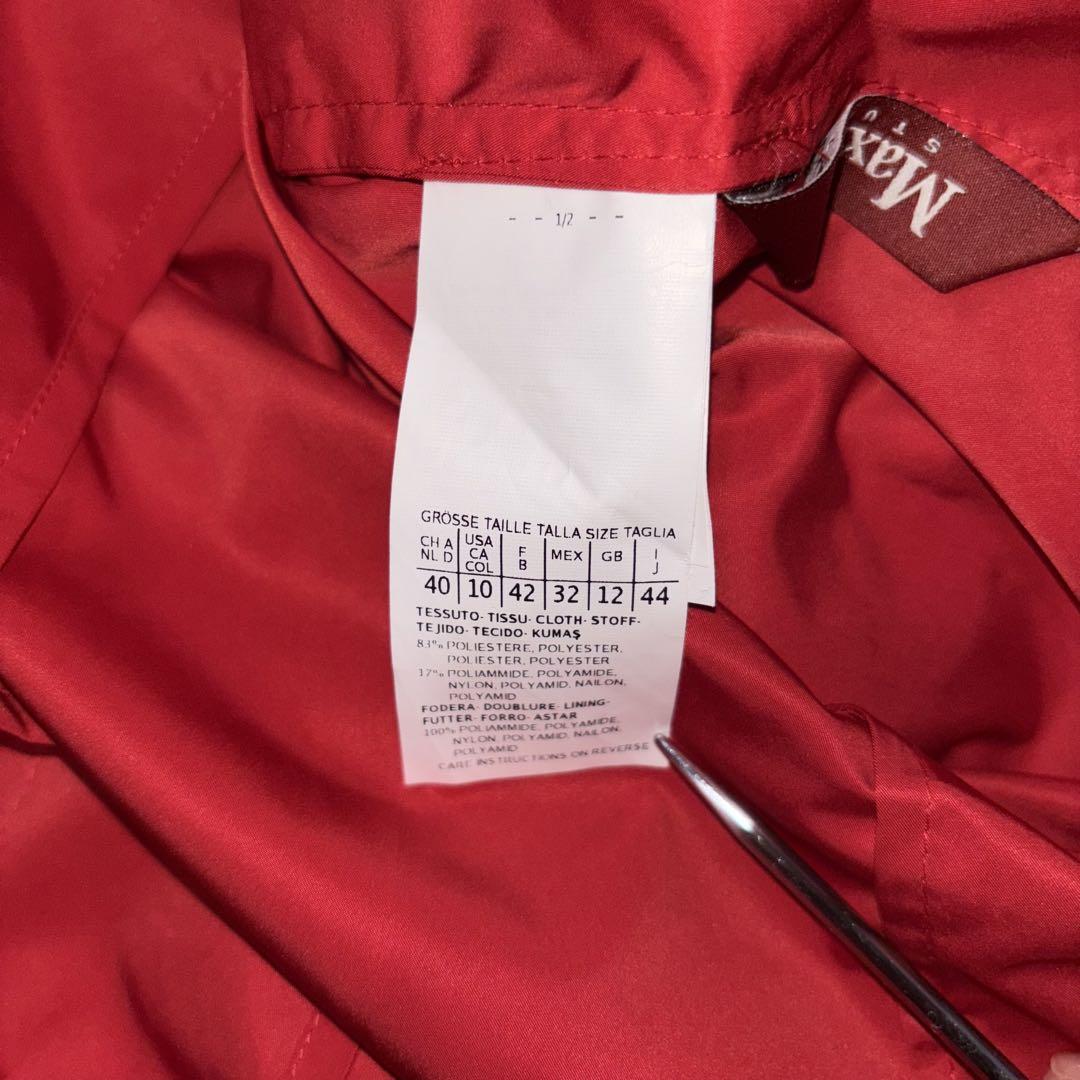 Max
STU
- - 1/2 - -
GRÖSSE TAILLE TALLA SIZE TAGLIA
CH A NL D | USA CA COL | F B | MEX | GB | I J
40 | 10 | 42 | 32 | 12 | 44
TESSUTO- TISSU- CLOTH- STOFF-
TEJIDO- TECIDO- KUMAŞ
83% POLIESTERE, POLYESTER,
POLIESTER, POLYESTER
17% POLIAMMIDE, POLYAMIDE,
NYLON, POLYAMID, NAILON,
POLYAMID
FODERA- DOUBLURE- LINING-
FUTTER- FORRO- ASTAR
100% POLIAMMIDE, POLYAMIDE,
NYLON, POLYAMID, NAILON,
POLYAMID
CARE INSTRUCTIONS ON REVERSE